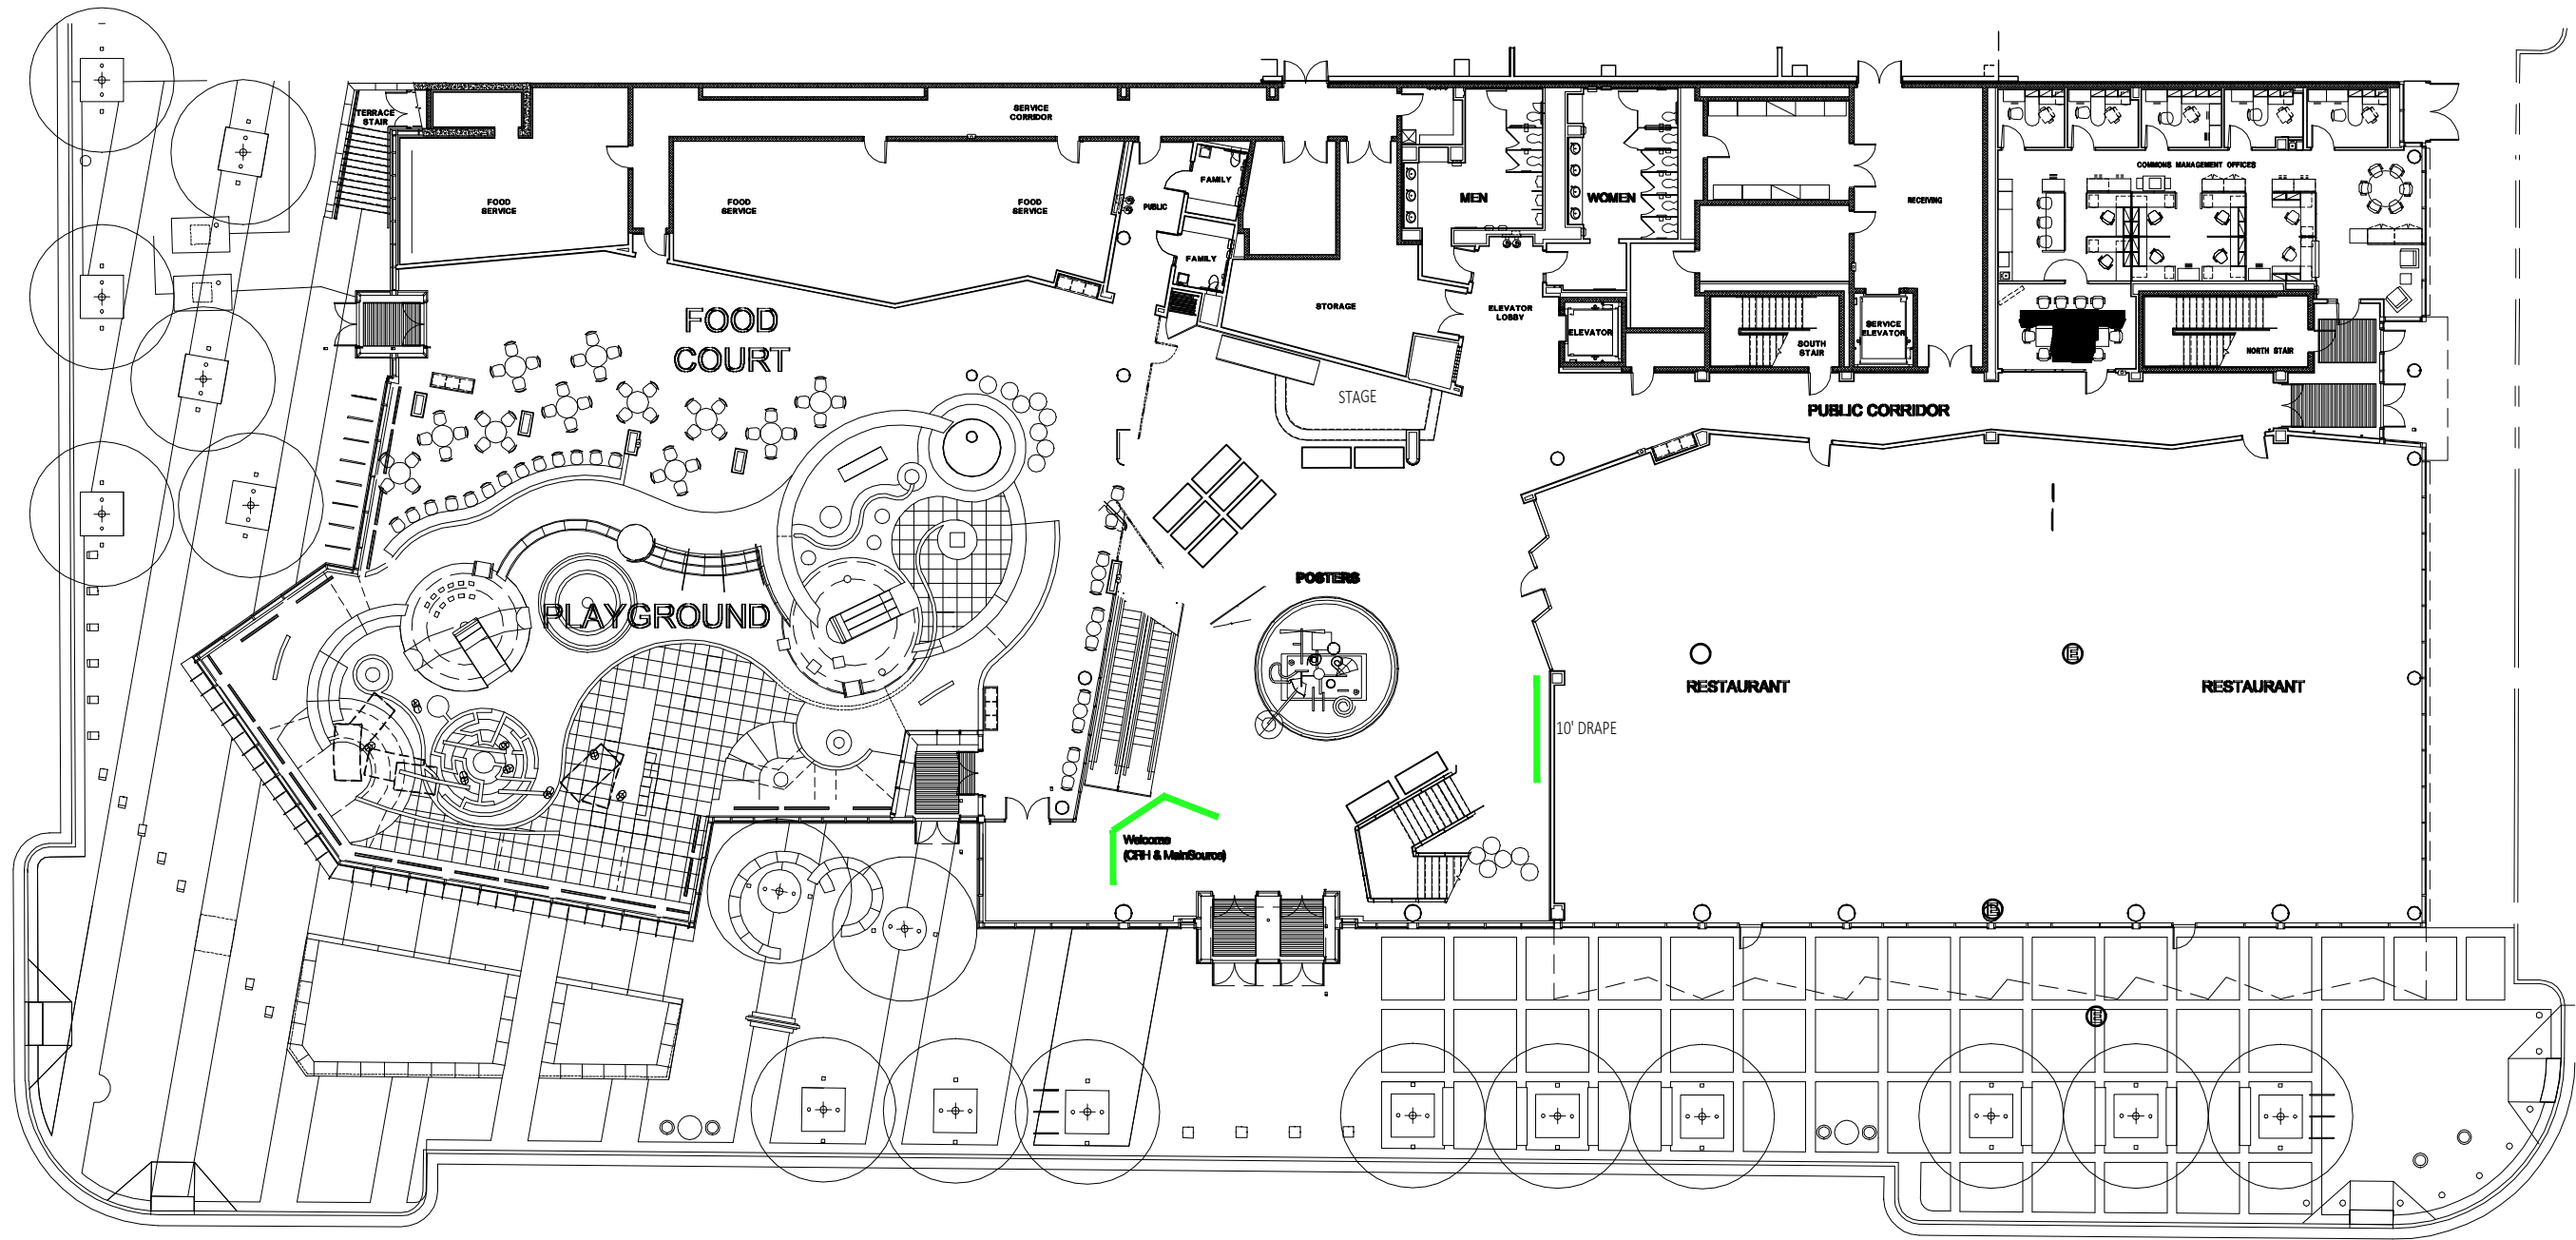 TERRACE
STAIR
SERVICE
CORRIDOR
FOOD
SERVICE
FOOD
SERVICE
FOOD
SERVICE
PUBLIC
FAMILY
FAMILY
STORAGE
MEN
WOMEN
ELEVATOR
LOBBY
ELEVATOR
SOUTH
STAIR
SERVICE
ELEVATOR
RECEIVING
COMMONS MANAGEMENT OFFICES
NORTH STAIR
FOOD
COURT
STAGE
PUBLIC CORRIDOR
PLAYGROUND
POSTERS
RESTAURANT
RESTAURANT
10' DRAPE
Welcome
(CRH & MainSource)
E
E
E